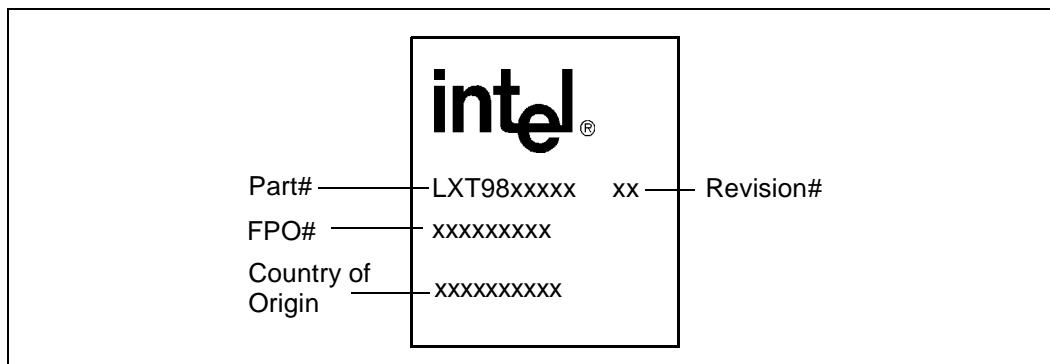 intel®
Part# LXT98xxxxx xx Revision#
FPO# xxxxxxxxx
Country of
Origin xxxxxxxxxx